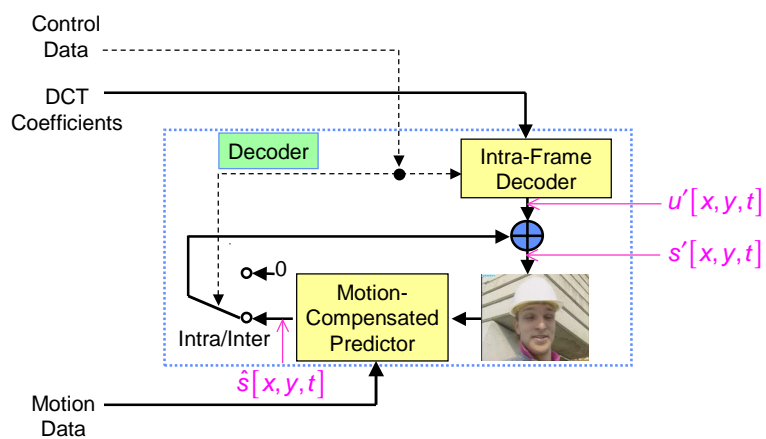 Control
Data
DCT
Coefficients
Decoder
Intra-Frame
Decoder
u′[x,y,t]
s′[x,y,t]
0
Motion-
Compensated
Predictor
Intra/Inter
ŝ[x,y,t]
Motion
Data